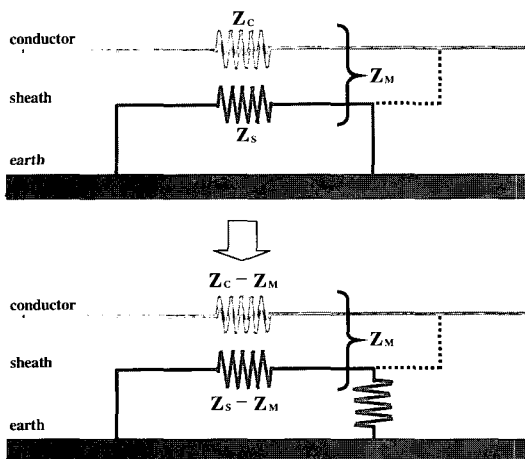 Z_C
conductor
Z_M
sheath
Z_S
earth
Z_C − Z_M
conductor
Z_M
sheath
Z_S − Z_M
earth